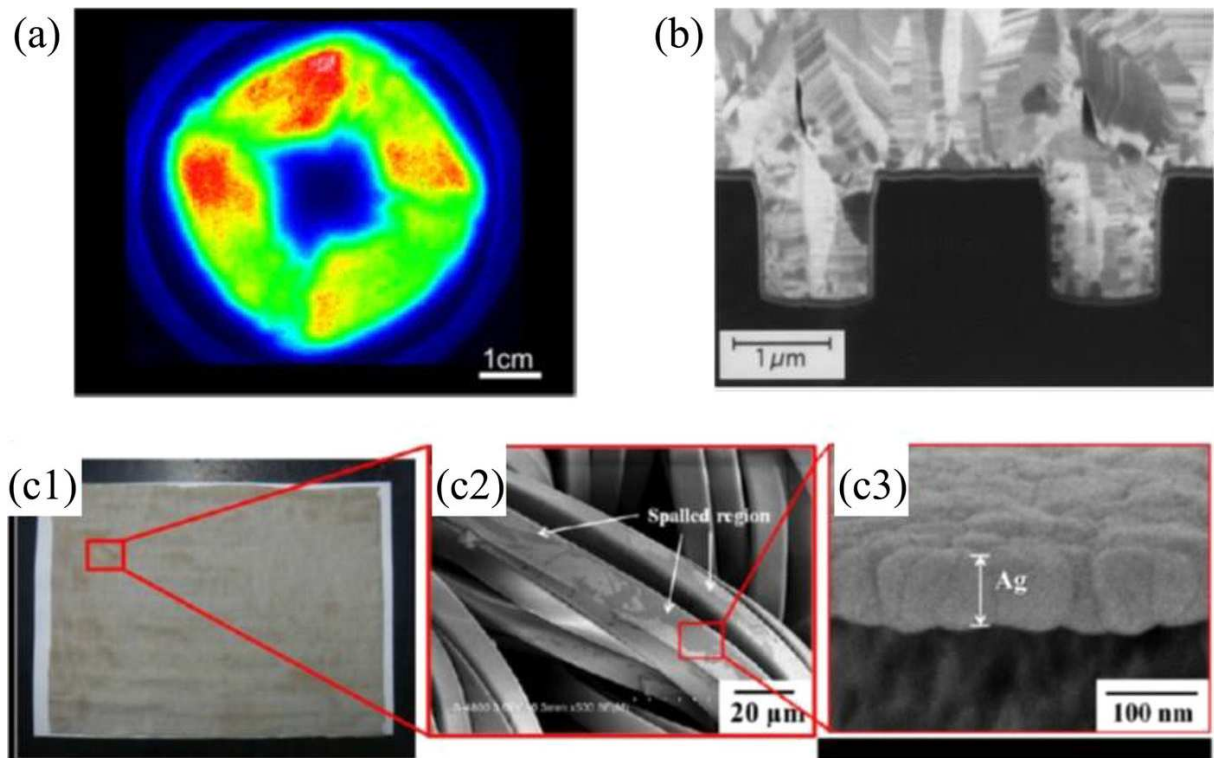 (a)
(b)
1cm
1 μm
(c1)
(c2)
(c3)
Spalled region
Ag
20 μm
100 nm